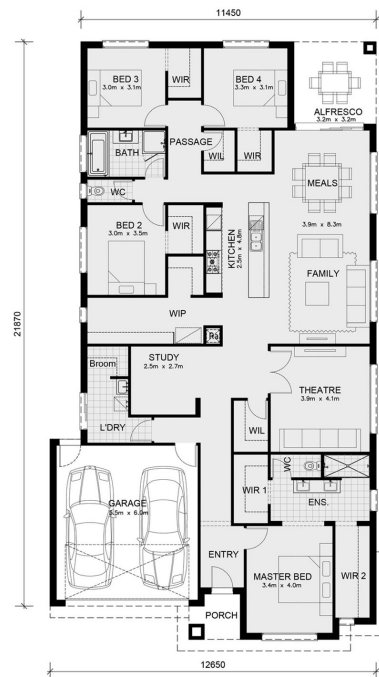 11450
BED 3
3.0m x 3.1m
WIR
BED 4
3.3m x 3.1m
ALFRESCO
3.2m x 3.2m
PASSAGE
BATH
WIL
WIR
MEALS
WC
3.9m x 8.3m
BED 2
3.0m x 3.5m
WIR
KITCHEN
2.5m x 4.8m
FAMILY
21870
WIP
STUDY
2.5m x 2.7m
Broom
THEATRE
3.9m x 4.1m
L'DRY
WIL
WC
WIR 1
ENS.
GARAGE
5.5m x 6.0m
ENTRY
MASTER BED
3.4m x 4.0m
WIR 2
PORCH
12650